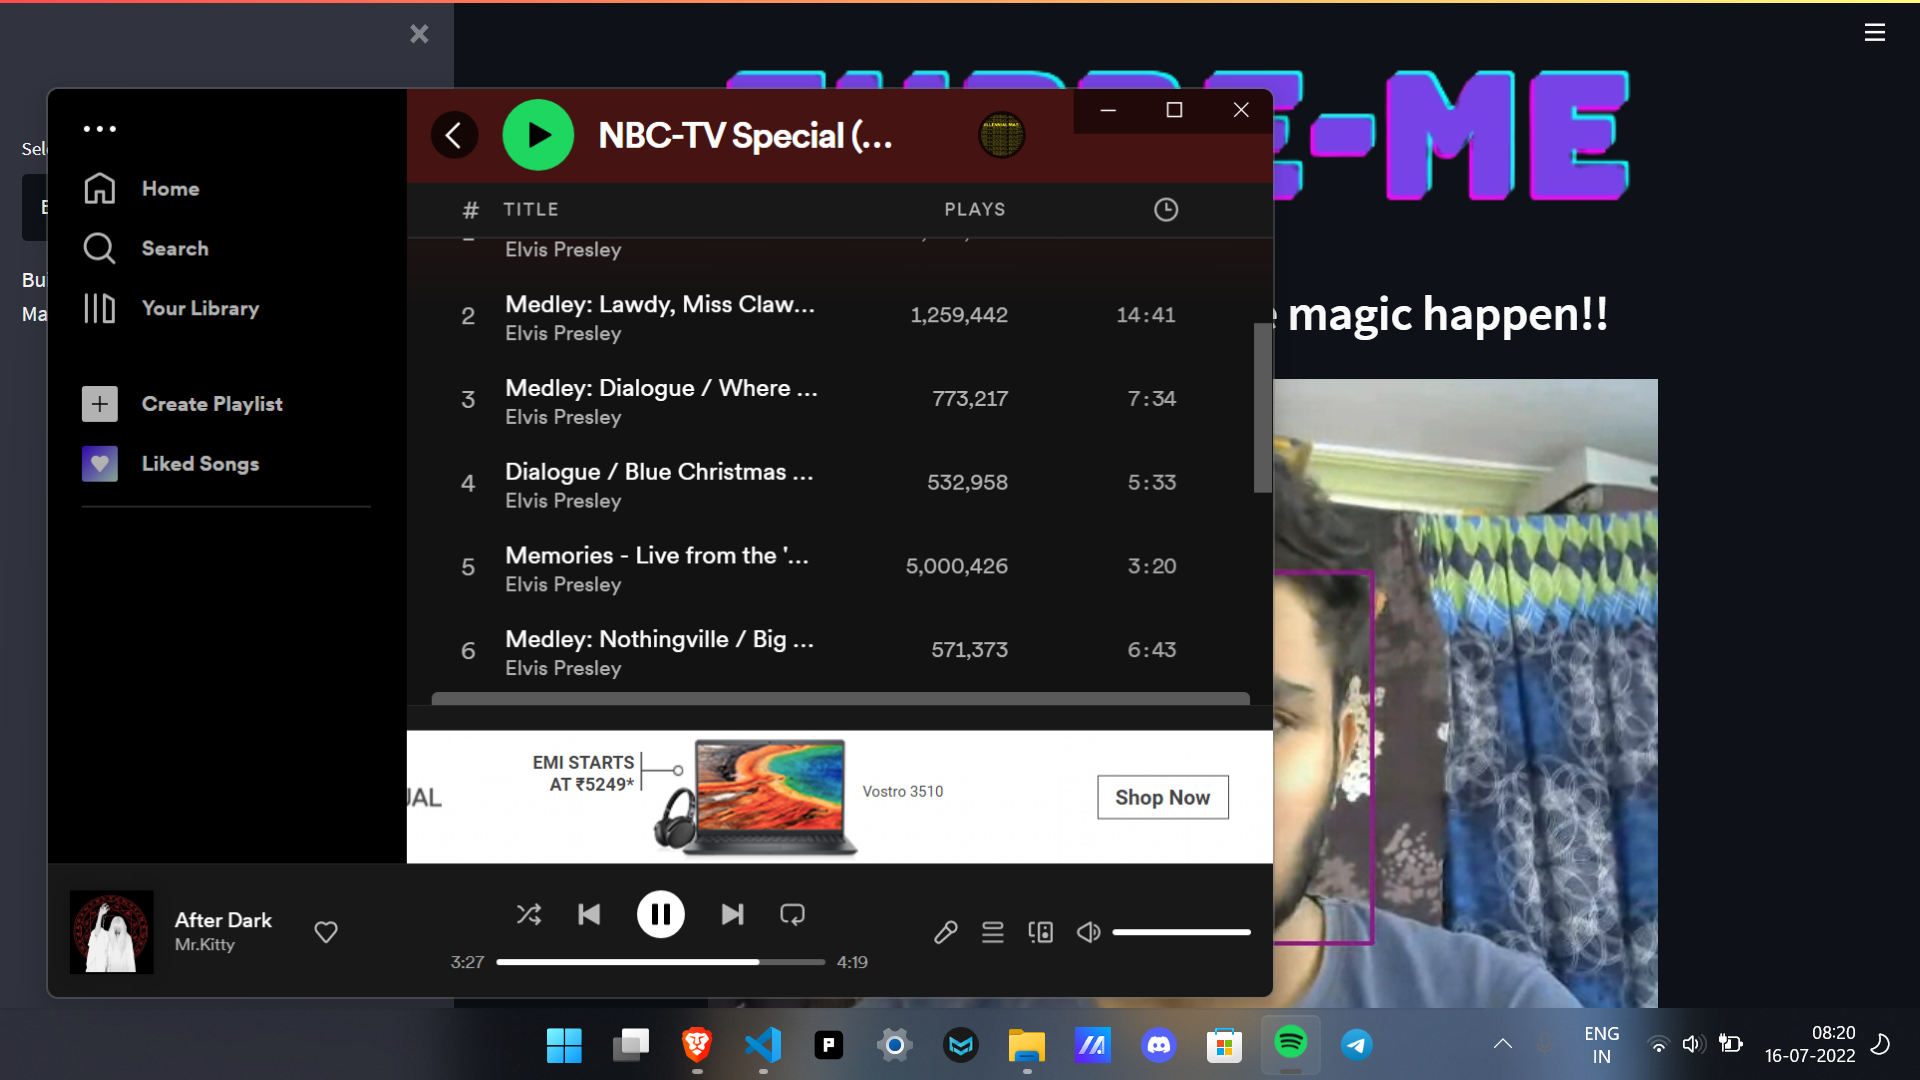 -ME
Bui
Ma
magic happen!!
Home
Search
Your Library
Create Playlist
Liked Songs
NBC-TV Special (...
# TITLE PLAYS
Elvis Presley
2 Medley: Lawdy, Miss Claw... 1,259,442 14:41
Elvis Presley
3 Medley: Dialogue / Where ... 773,217 7:34
Elvis Presley
4 Dialogue / Blue Christmas ... 532,958 5:33
Elvis Presley
5 Memories - Live from the '... 5,000,426 3:20
Elvis Presley
6 Medley: Nothingville / Big ... 571,373 6:43
Elvis Presley
EMI STARTS
AT ₹5249*
UAL
Vostro 3510
Shop Now
After Dark
Mr.Kitty
3:27 4:19
ENG
IN
08:20
16-07-2022